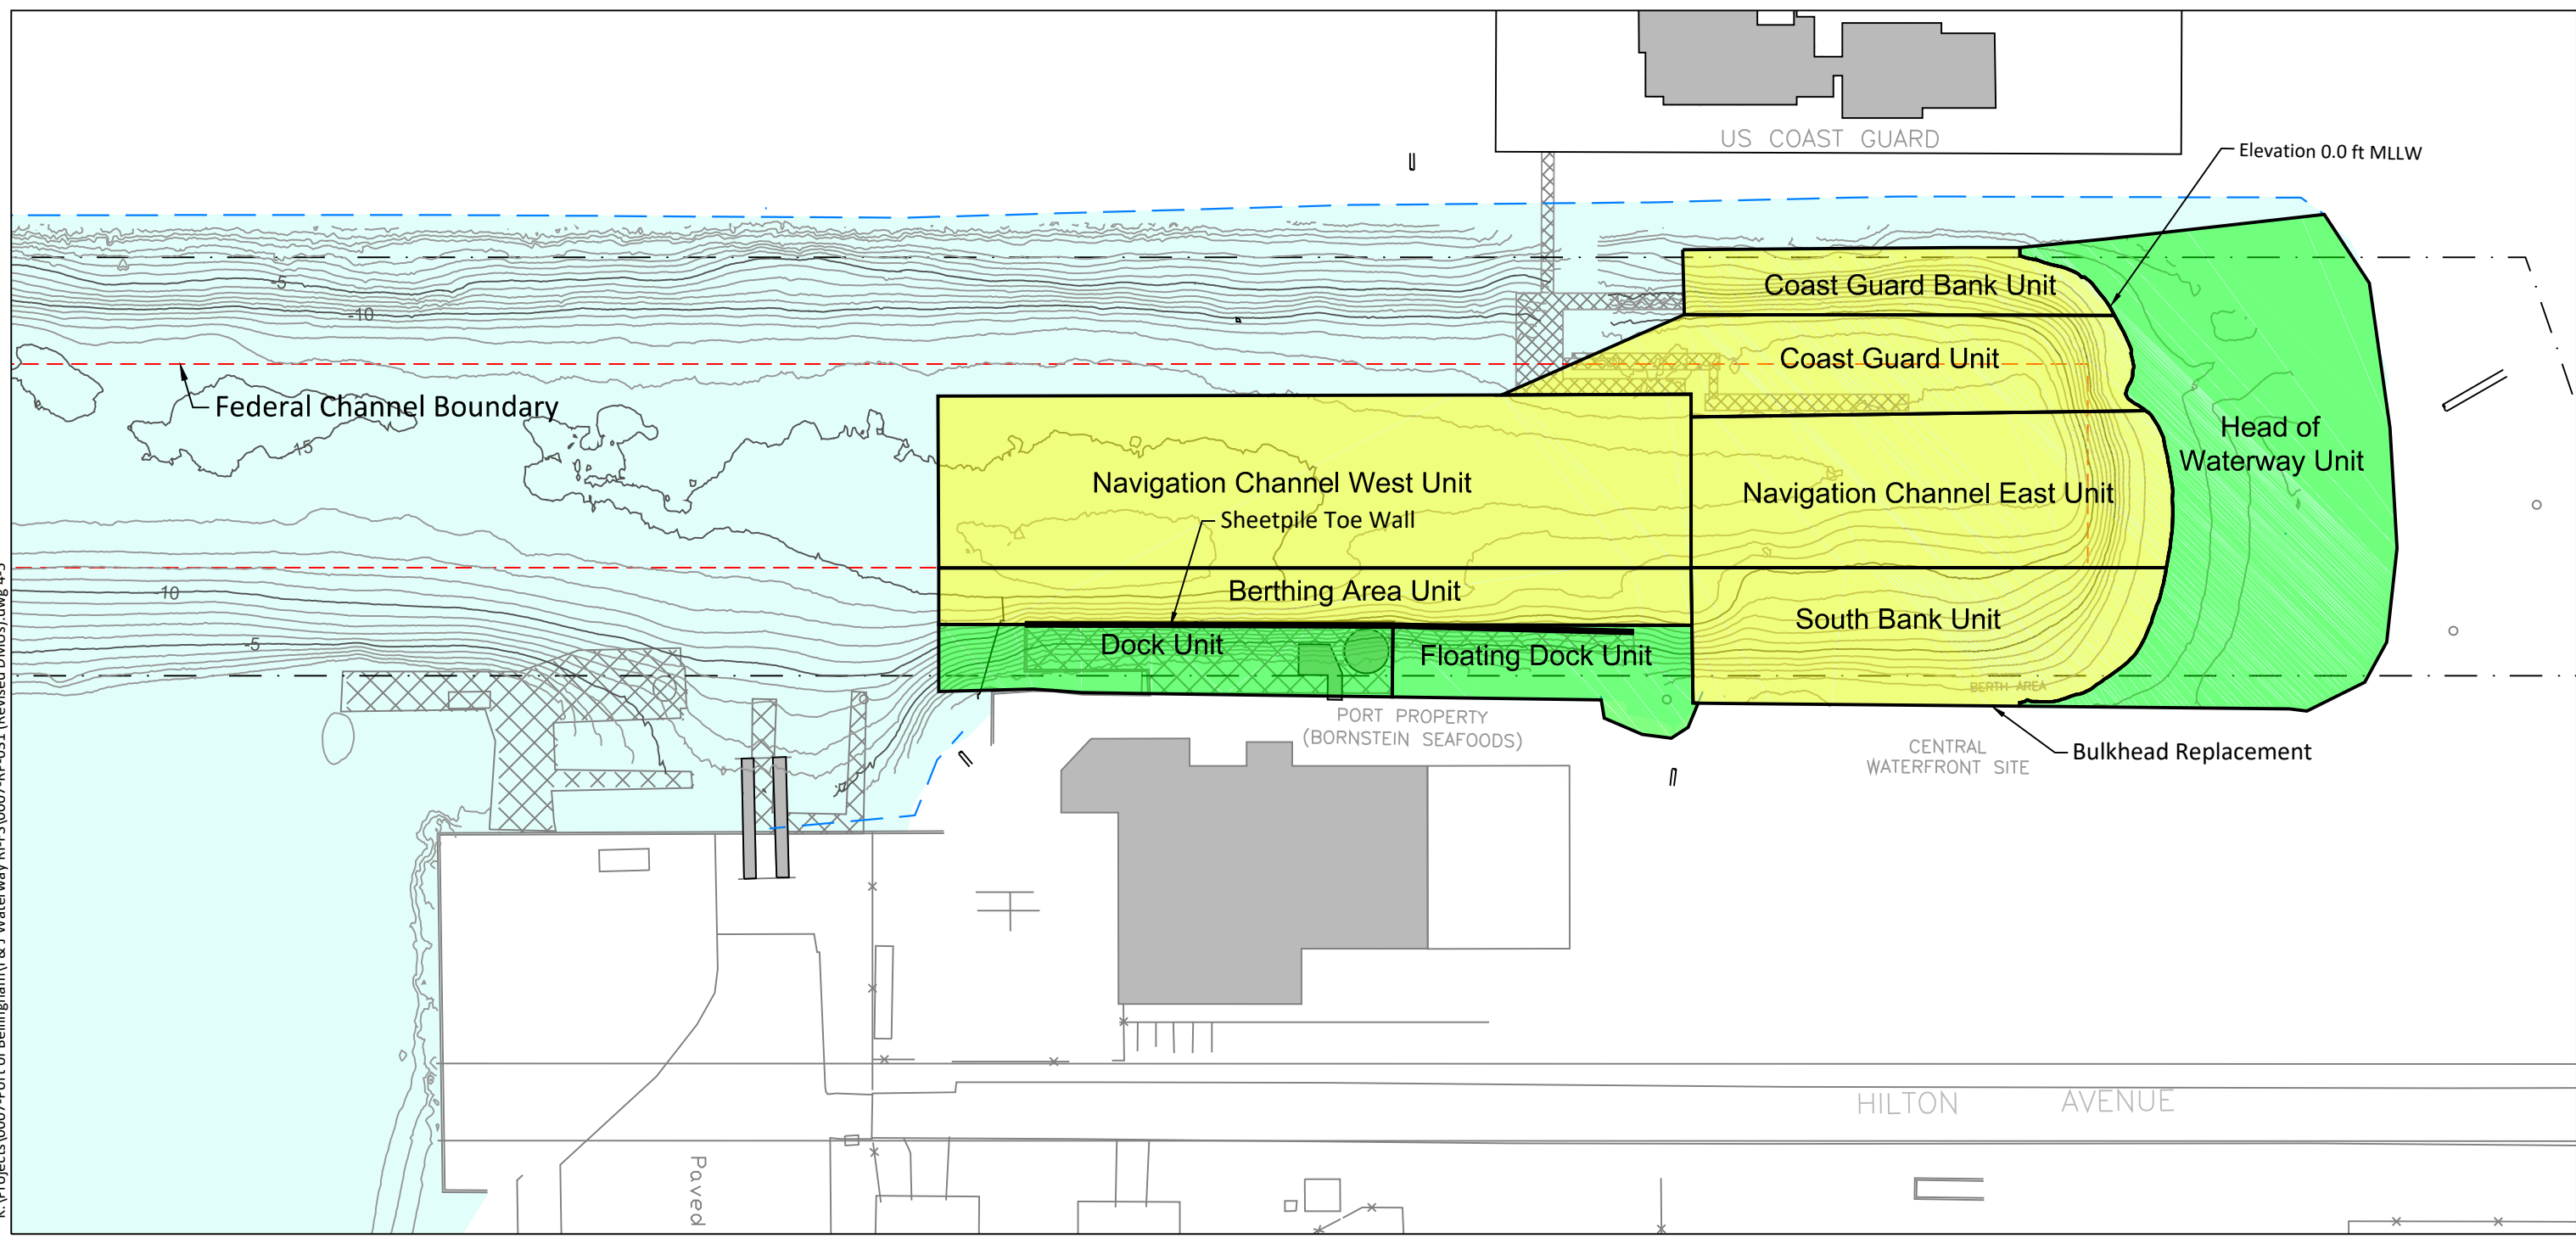 US COAST GUARD
Elevation 0.0 ft MLLW
-5
-10
Coast Guard Bank Unit
Coast Guard Unit
Federal Channel Boundary
15
Head of
Waterway Unit
Navigation Channel West Unit
Navigation Channel East Unit
Sheetpile Toe Wall
-10
Berthing Area Unit
South Bank Unit
-5
Dock Unit
Floating Dock Unit
BERTH AREA
PORT PROPERTY
(BORNSTEIN SEAFOODS)
CENTRAL
WATERFRONT SITE
Bulkhead Replacement
HILTON AVENUE
Paved